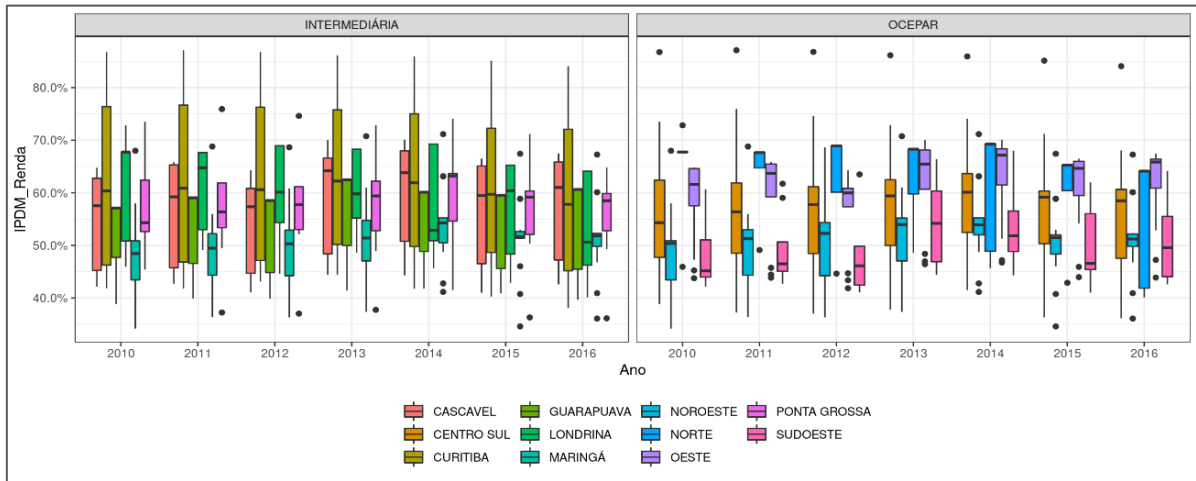 INTERMEDIÁRIA OCEPAR
80.0%
70.0%
60.0%
50.0%
40.0%
IPDM_Renda
2010 2011 2012 2013 2014 2015 2016 2010 2011 2012 2013 2014 2015 2016
Ano
CASCAVEL GUARAPUAVA NOROESTE PONTA GROSSA
CENTRO SUL LONDRINA NORTE SUDOESTE
CURITIBA MARINGÁ OESTE